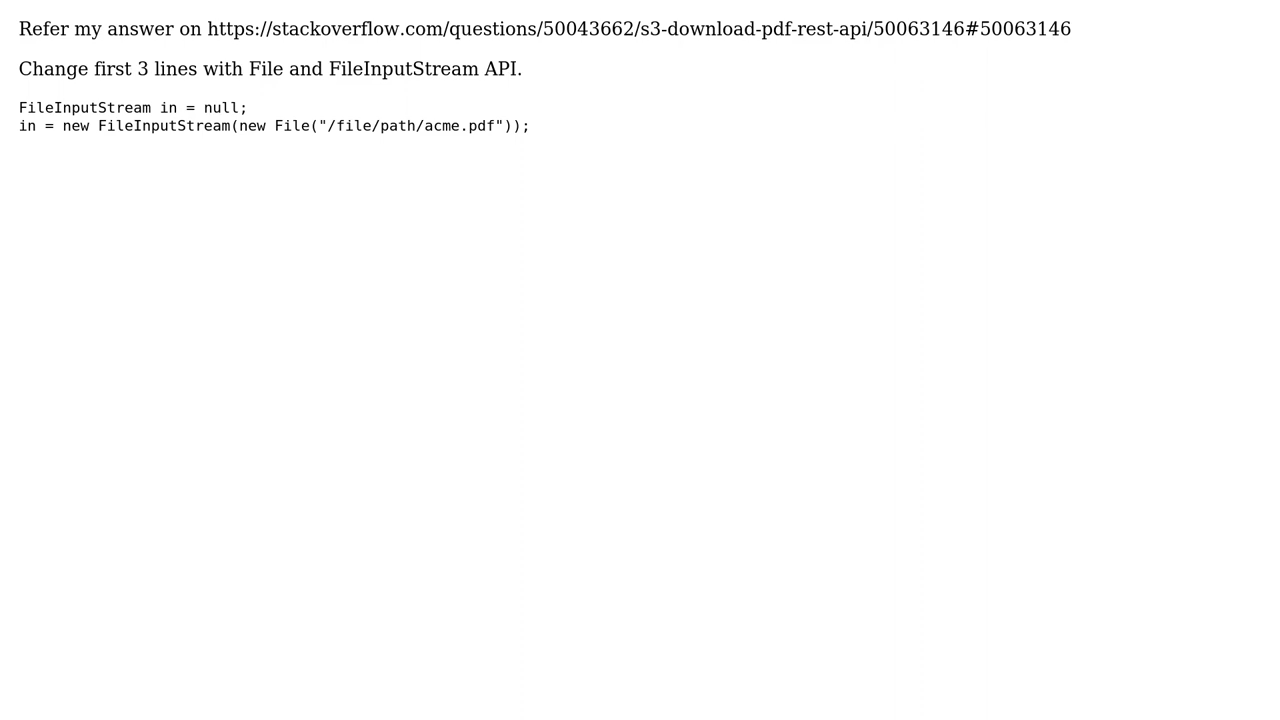 Refer my answer on https://stackoverflow.com/questions/50043662/s3-download-pdf-rest-api/50063146#50063146
Change first 3 lines with File and FileInputStream API.
FileInputStream in = null;
in = new FileInputStream(new File("/file/path/acme.pdf"));